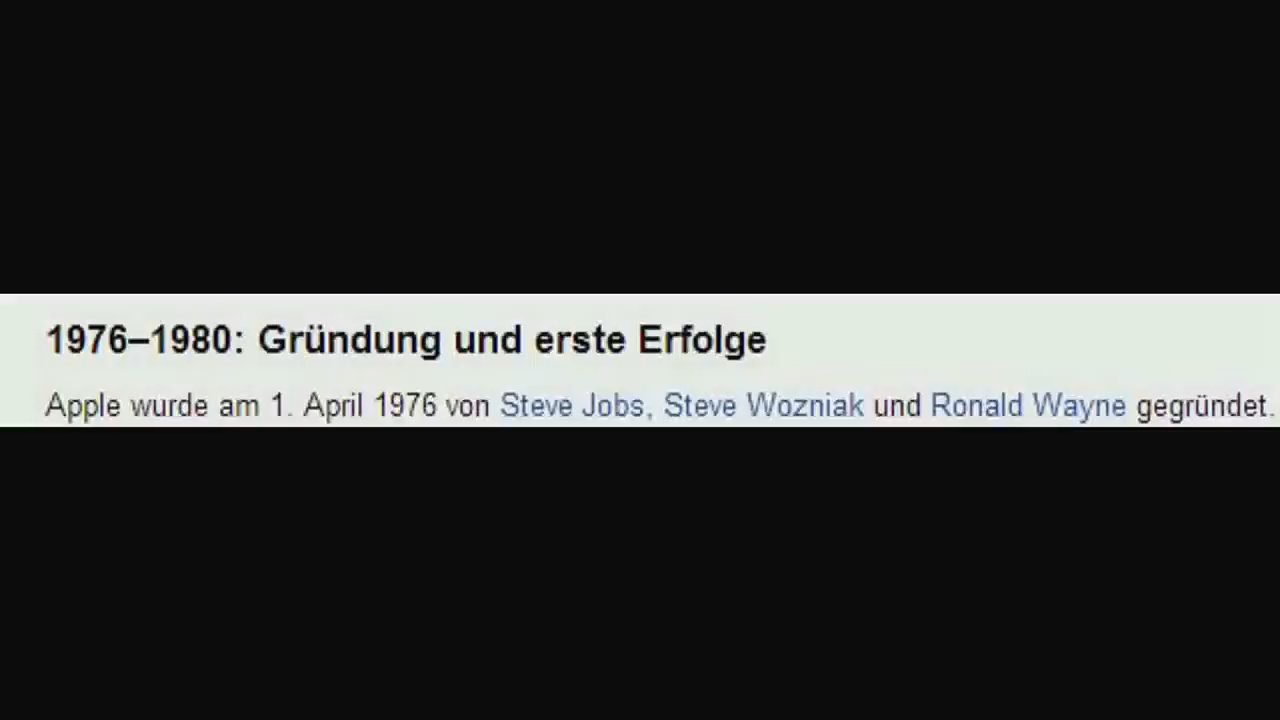 1976–1980: Gründung und erste Erfolge
Apple wurde am 1. April 1976 von Steve Jobs, Steve Wozniak und Ronald Wayne gegründet.